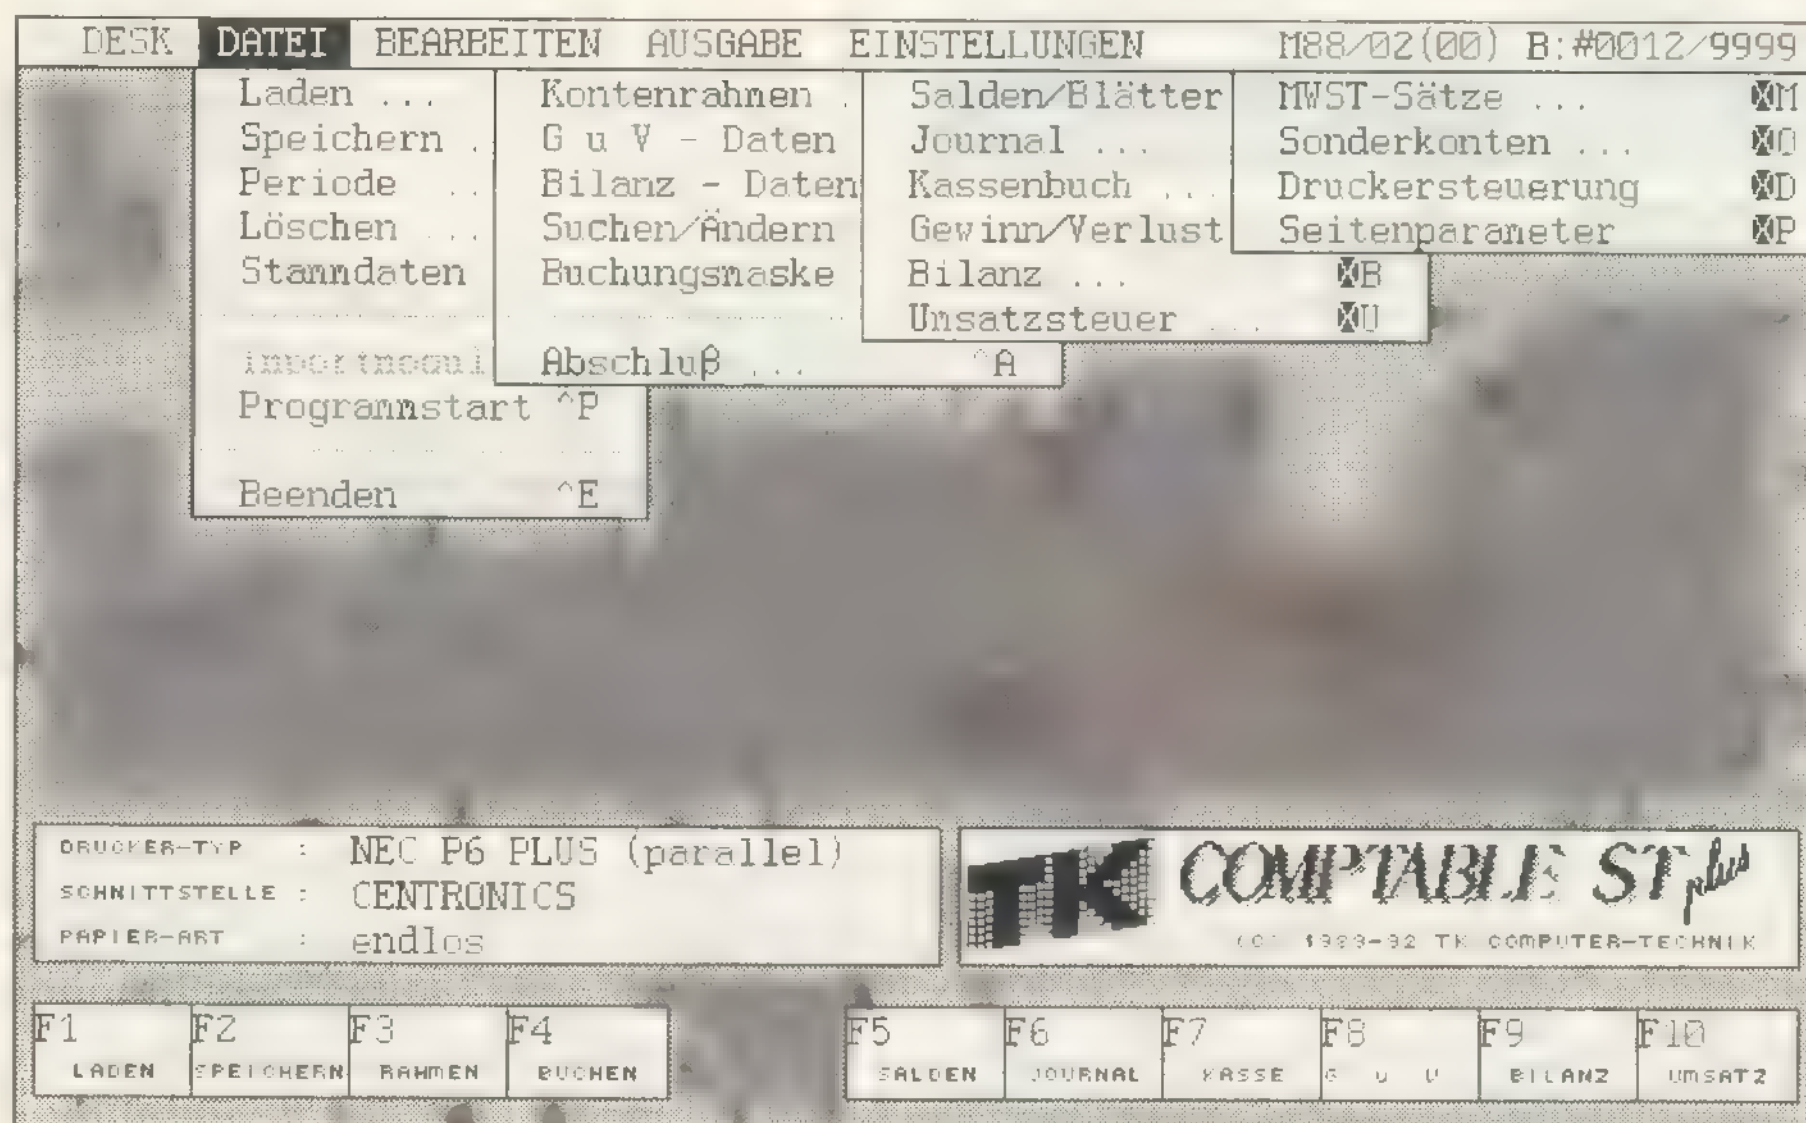 DESK DATEI BEARBEITEN AUSGABE EINSTELLUNGEN M88/02(00) B:#0012/9999
Laden ...
Speichern .
Periode ..
Löschen ...
Stammdaten
Importmodul
Programmstart ^P
Beenden ^E
Kontenrahmen .
G u V - Daten
Bilanz - Daten
Suchen/Ändern
Buchungsmaske
Abschluß ... ^A
Salden/Blätter
Journal ...
Kassenbuch ...
Gewinn/Verlust
Bilanz ... B
Umsatzsteuer ... U
MWST-Sätze ... M
Sonderkonten ... O
Druckersteuerung D
Seitenparameter P
DRUCKER-TYP : NEC P6 PLUS (parallel)
SCHNITTSTELLE : CENTRONICS
PAPIER-ART : endlos
TK COMPTABLE ST plus
(C) 1989-92 TK COMPUTER-TECHNIK
F1 F2 F3 F4 F5 F6 F7 F8 F9 F10
LADEN SPEICHERN RAHMEN BUCHEN SALDEN JOURNAL KASSE G u V BILANZ UMSATZ